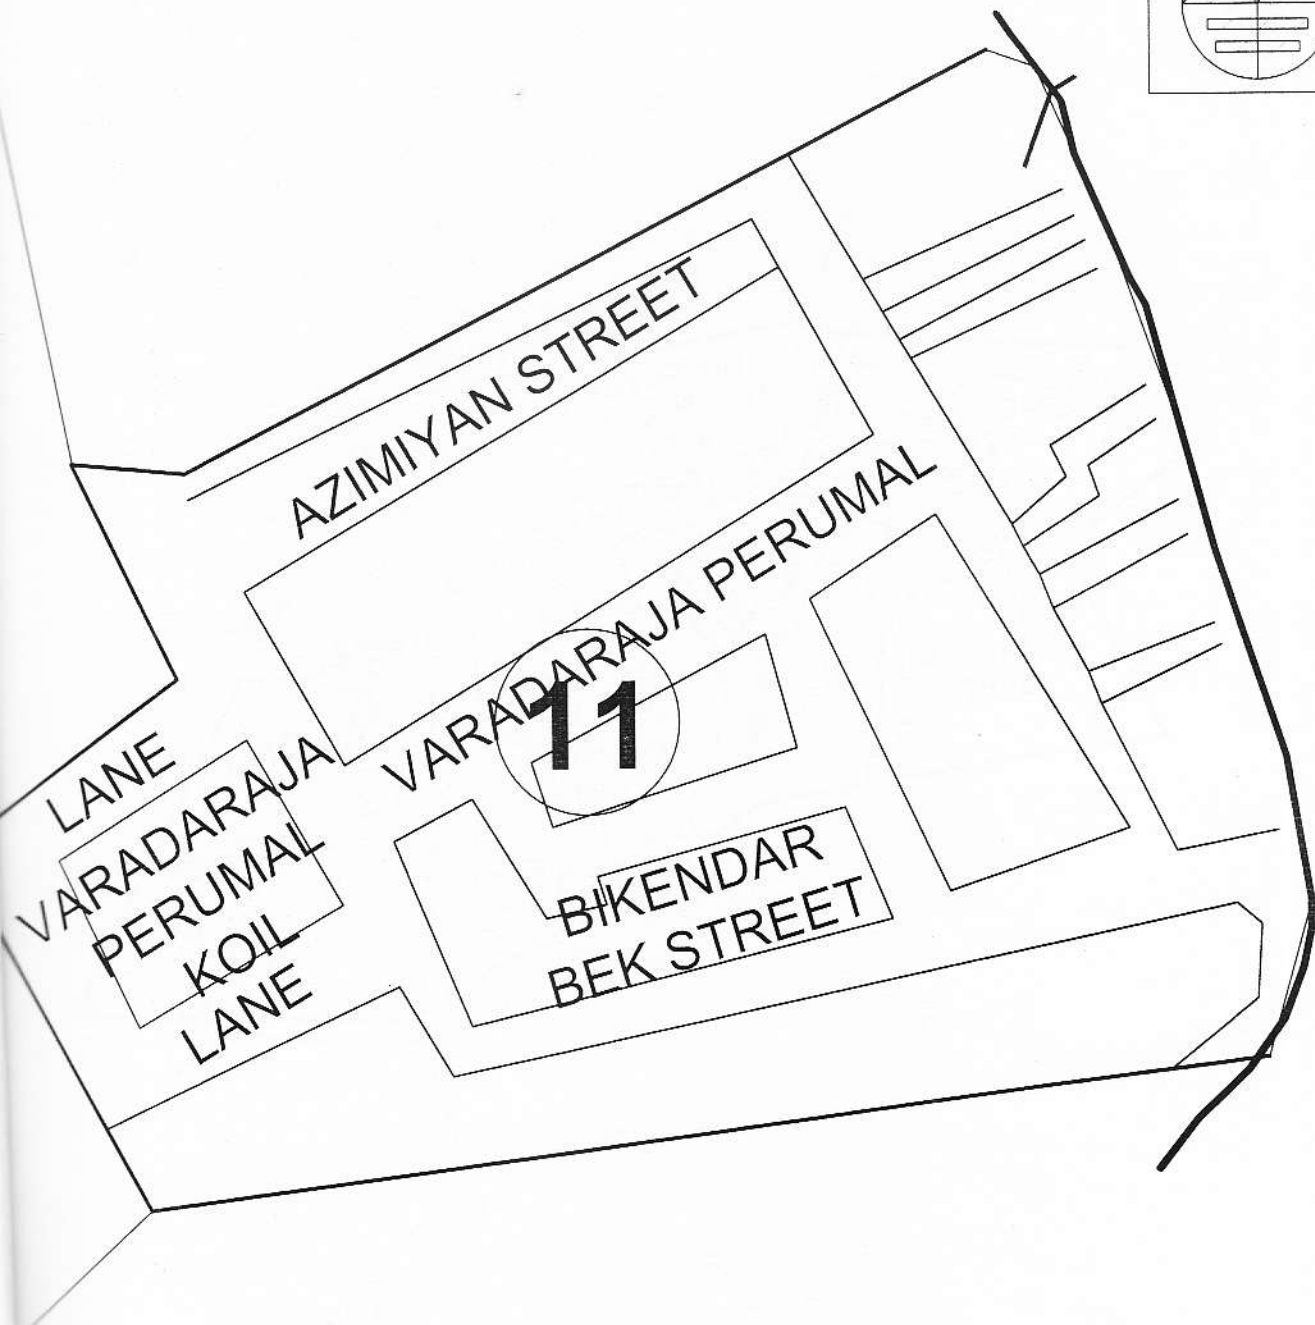 AZIMIYAN STREET
VARADARAJA PERUMAL
11
LANE
VARADARAJA
PERUMAL
KOIL
LANE
BIKENDAR
BEK STREET